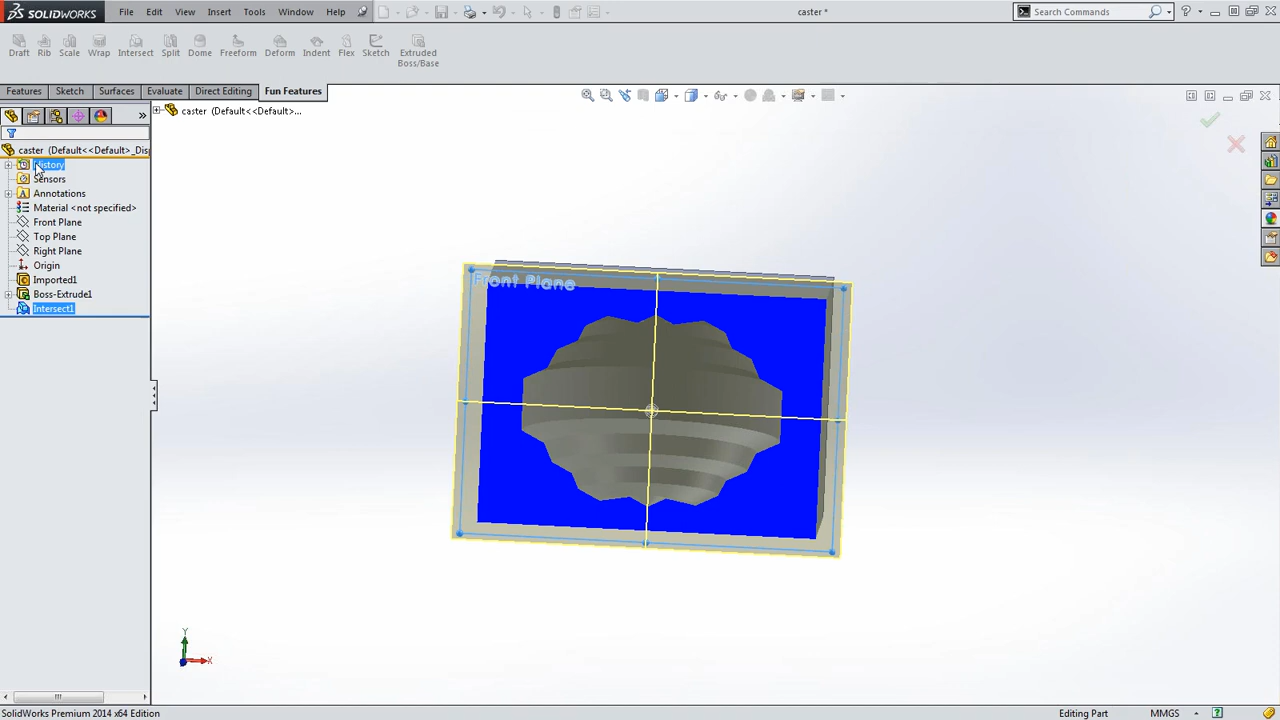 SOLIDWORKS File Edit View Insert Tools Window Help caster * Search Commands
Draft Rib Scale Wrap Intersect Split Dome Freeform Deform Indent Flex Sketch Extruded Boss/Base
Features Sketch Surfaces Evaluate Direct Editing Fun Features
caster (Default<<Default>...
caster (Default<<Default>_Disp
History
Sensors
Annotations
Material <not specified>
Front Plane
Top Plane
Right Plane
Origin
Imported1
Boss-Extrude1
Intersect1
Front Plane
Y
X
SolidWorks Premium 2014 x64 Edition Editing Part MMGS